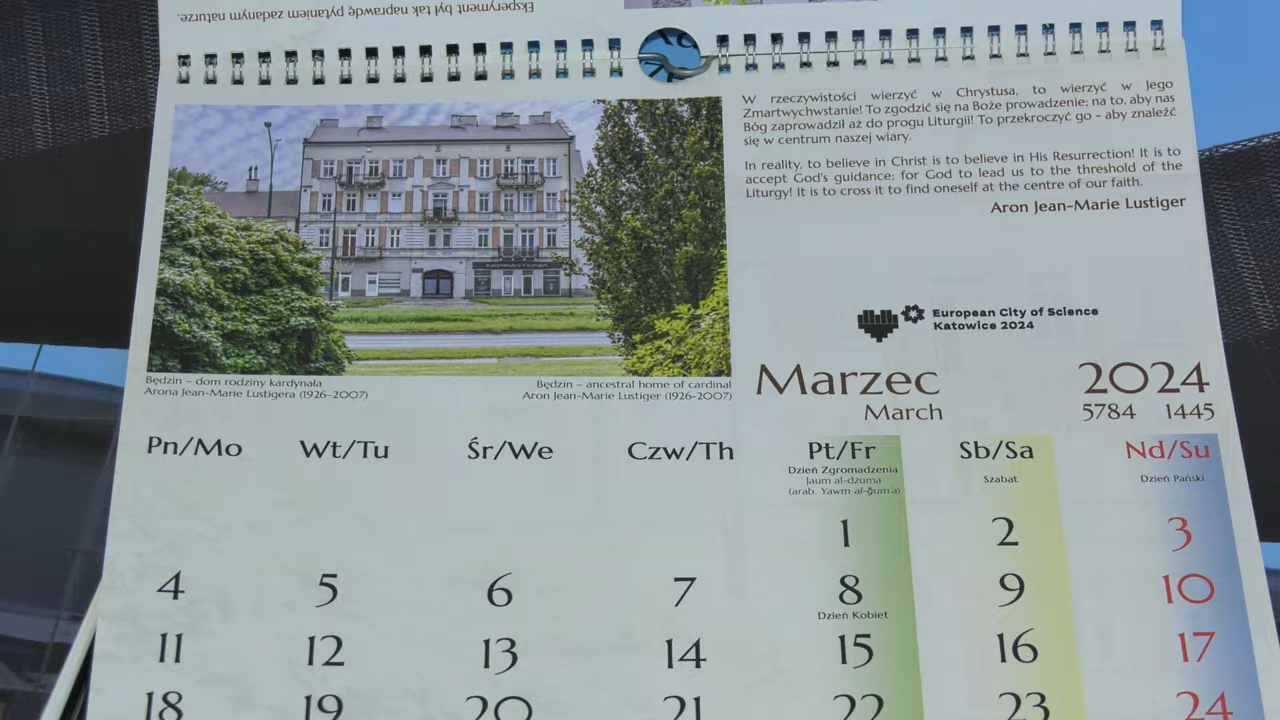 Eksperyment był tak naprawdę pytaniem zadanym naturze.
W rzeczywistości wierzyć w Chrystusa, to wierzyć w Jego
Zmartwychwstanie! To zgodzić się na Boże prowadzenie; na to, aby nas
Bóg zaprowadził aż do progu Liturgii! To przekroczyć go - aby znaleźć
się w centrum naszej wiary.
In reality, to believe in Christ is to believe in His Resurrection! It is to
accept God's guidance; for God to lead us to the threshold of the
Liturgy! It is to cross it to find oneself at the centre of our faith.
Aron Jean-Marie Lustiger
European City of Science
Katowice 2024
Będzin – dom rodziny kardynała
Arona Jean-Marie Lustigera (1926–2007)
Będzin – ancestral home of cardinal
Aron Jean-Marie Lustiger (1926-2007)
Marzec 2024
March 5784 1445
Pn/Mo Wt/Tu Śr/We Czw/Th Pt/Fr Sb/Sa Nd/Su
Dzień Zgromadzenia Szabat Dzień Pański
Jaum al-dżuma
(arab. Yawm al-ğuma)
1 2 3
4 5 6 7 8 9 10
Dzień Kobiet
11 12 13 14 15 16 17
18 19 20 21 22 23 24